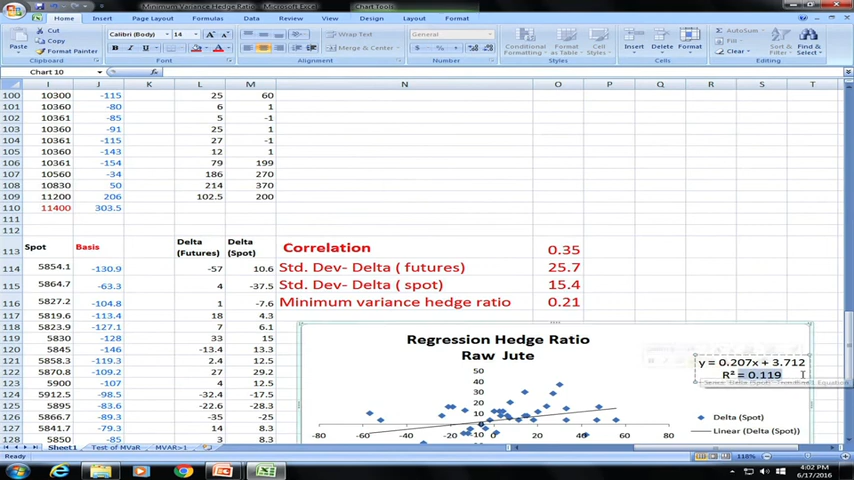 Minimum Variance Hedge Ratio - Microsoft Excel
Chart Tools
Home Insert Page Layout Formulas Data Review View Design Layout Format
Paste
Cut
Copy
Format Painter
Clipboard
Calibri (Body) 14
Font
Wrap Text
Merge & Center
Alignment
General
Number
Conditional Formatting Format as Table Cell Styles
Styles
Insert Delete Format
Cells
AutoSum
Fill
Clear
Sort & Filter
Find & Select
Editing
Chart 10 fx
I J K L M N O P Q R S T
100 10300 -115 25 60
101 10360 -80 6 1
102 10361 -85 5 -1
103 10360 -91 25 1
104 10361 -115 27 -1
105 10360 -143 12 1
106 10361 -154 79 199
107 10560 -34 186 270
108 10830 50 214 370
109 11200 206 102.5 200
110 11400 303.5
111
112
113 Spot Basis Delta (Futures) Delta (Spot) Correlation 0.35
114 5854.1 -130.9 -57 10.6 Std. Dev- Delta ( futures) 25.7
115 5864.7 -63.3 4 -37.5 Std. Dev- Delta ( spot) 15.4
116 5827.2 -104.8 1 -7.6 Minimum variance hedge ratio 0.21
117 5819.6 -113.4 18 4.3
118 5823.9 -127.1 7 6.1
119 5830 -128 33 15
120 5845 -146 -13.4 13.3
121 5858.3 -119.3 2.4 12.5
122 5870.8 -109.2 27 29.2
123 5900 -107 4 12.5
124 5912.5 -98.5 -32.4 -17.5
125 5895 -83.6 -22.6 -28.3
126 5866.7 -89.3 -35 -25
127 5841.7 -79.3 14 8.3
128 5850 -85 3 8.3
Regression Hedge Ratio
Raw Jute
y = 0.207x + 3.712
R² = 0.119
Series "Delta (Spot)" Trendline 1 Equation
50
40
30
20
10
0
-80 -60 -40 -20 0 20 40 60 80
Delta (Spot)
Linear (Delta (Spot))
Sheet1 Test of MVaR MVAR>1
Ready 118%
4:02 PM
6/17/2016